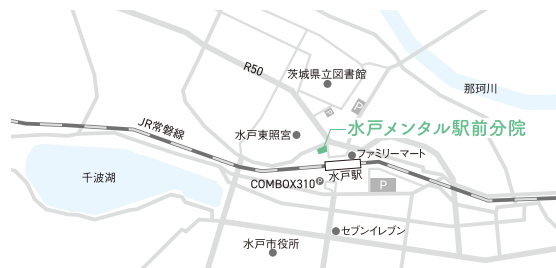 R50
茨城県立図書館
那珂川
P
JR常磐線
水戸メンタル駅前分院
水戸東照宮
ファミリーマート
千波湖
水戸駅
COMBOX310 P
P
セブンイレブン
水戸市役所